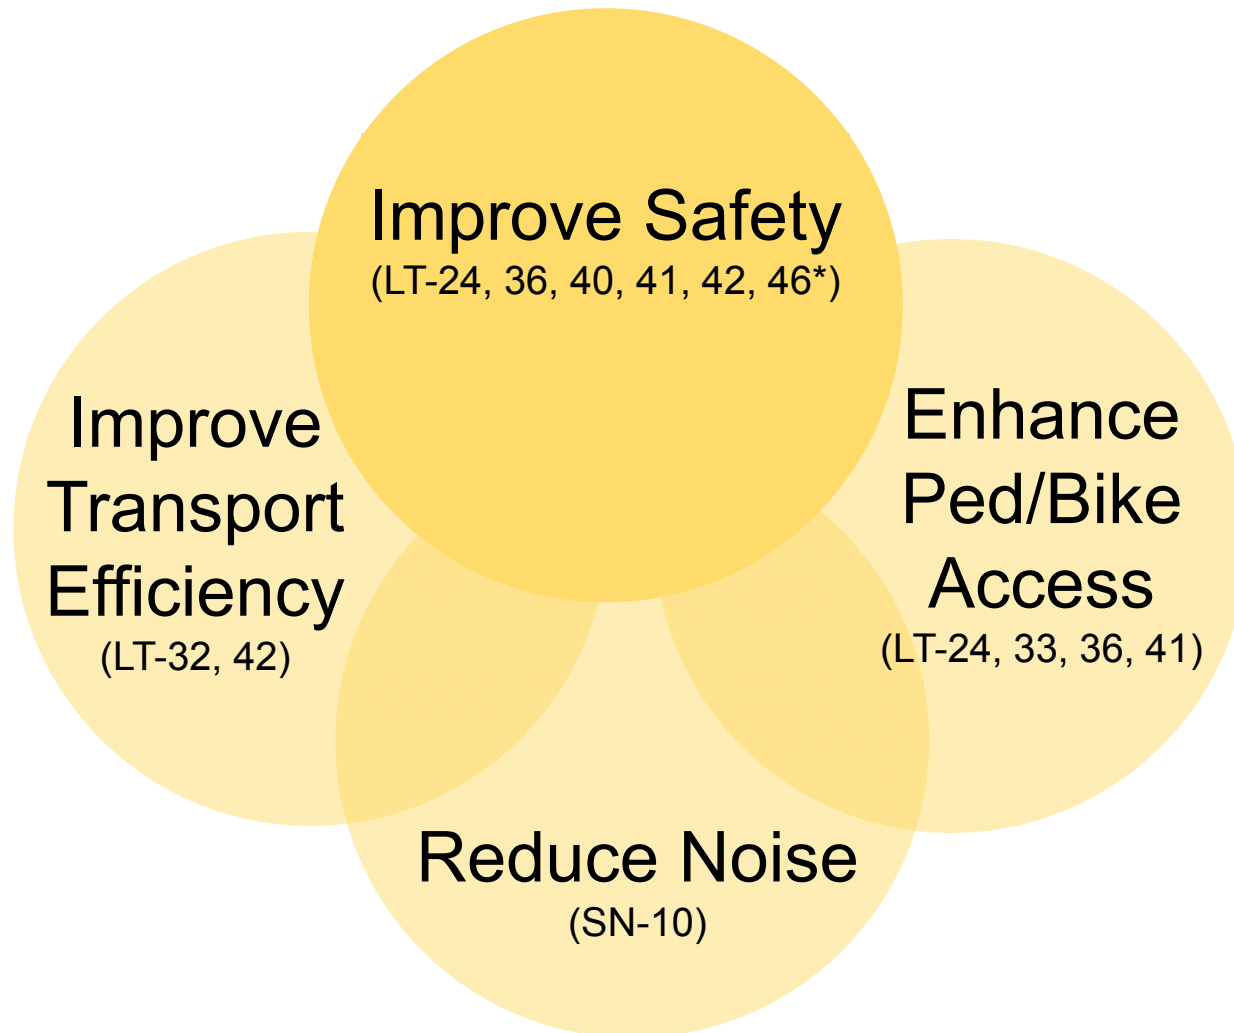 Improve Safety
(LT-24, 36, 40, 41, 42, 46*)
Improve
Transport
Efficiency
(LT-32, 42)
Enhance
Ped/Bike
Access
(LT-24, 33, 36, 41)
Reduce Noise
(SN-10)